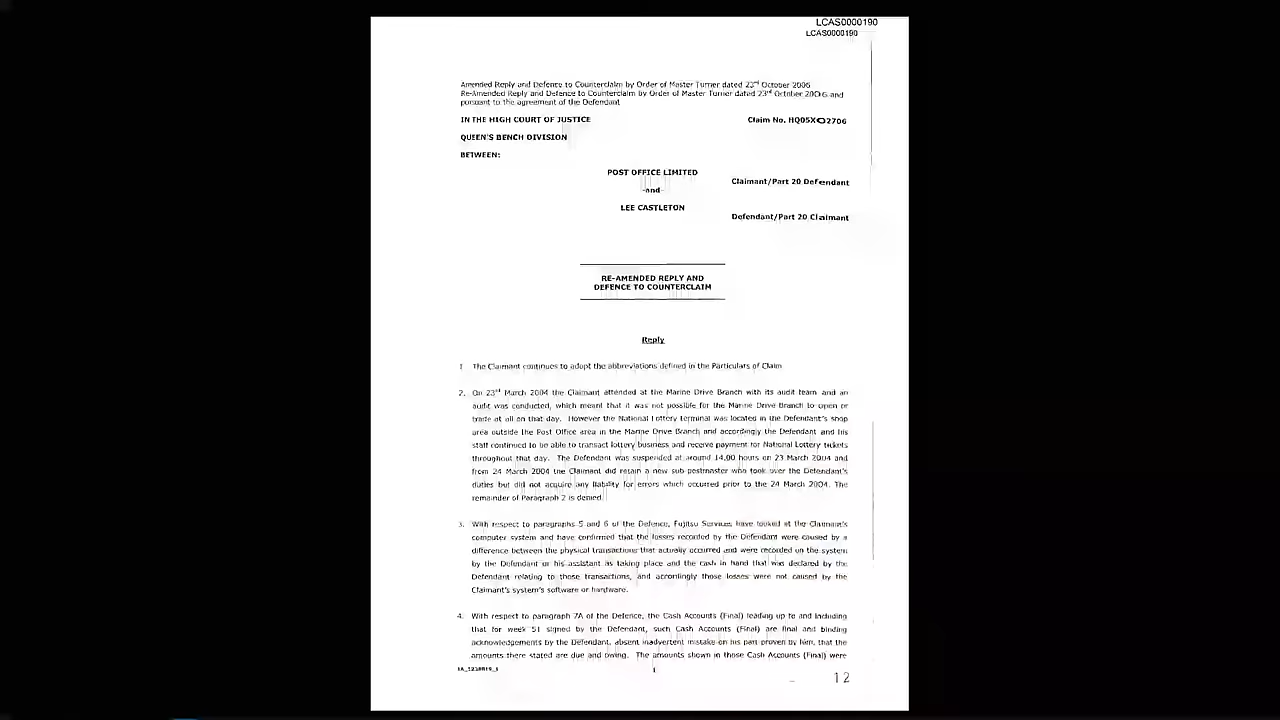 LCAS0000190
LCAS0000190
Amended Reply and Defence to Counterclaim by Order of Master Turner dated 23rd October 2006
Re-Amended Reply and Defence to Counterclaim by Order of Master Turner dated 23rd October 2006 and
pursuant to the agreement of the Defendant
IN THE HIGH COURT OF JUSTICE
Claim No. HQ05X02706
QUEEN'S BENCH DIVISION
BETWEEN:
POST OFFICE LIMITED
Claimant/Part 20 Defendant
-and-
LEE CASTLETON
Defendant/Part 20 Claimant
RE-AMENDED REPLY AND
DEFENCE TO COUNTERCLAIM
Reply
1 The Claimant continues to adopt the abbreviations defined in the Particulars of Claim
2. On 23rd March 2004 the Claimant attended at the Marine Drive Branch with its audit team and an
audit was conducted, which meant that it was not possible for the Marine Drive Branch to open or
trade at all on that day. However the National Lottery terminal was located in the Defendant's shop
area outside the Post Office area in the Marine Drive Branch and accordingly the Defendant and his
staff continued to be able to transact lottery business and receive payment for National Lottery tickets
throughout that day. The Defendant was suspended at around 14.00 hours on 23 March 2004 and
from 24 March 2004 the Claimant did retain a new sub postmaster who took over the Defendant's
duties but did not acquire any liability for errors which occurred prior to the 24 March 2004. The
remainder of Paragraph 2 is denied.
3. With respect to paragraphs 5 and 6 of the Defence, Fujitsu Services have looked at the Claimant's
computer system and have confirmed that the losses recorded by the Defendant were caused by a
difference between the physical transactions that actually occurred and were recorded on the system
by the Defendant or his assistant as taking place and the cash in hand that was declared by the
Defendant relating to those transactions, and accordingly those losses were not caused by the
Claimant's system's software or hardware.
4. With respect to paragraph 7A of the Defence, the Cash Accounts (Final) leading up to and including
that for week 51 signed by the Defendant, such Cash Accounts (Final) are final and binding
acknowledgements by the Defendant, absent inadvertent mistake on his part proven by him, that the
amounts there stated are due and owing. The amounts shown in those Cash Accounts (Final) were
1A_1238819_1
1
12